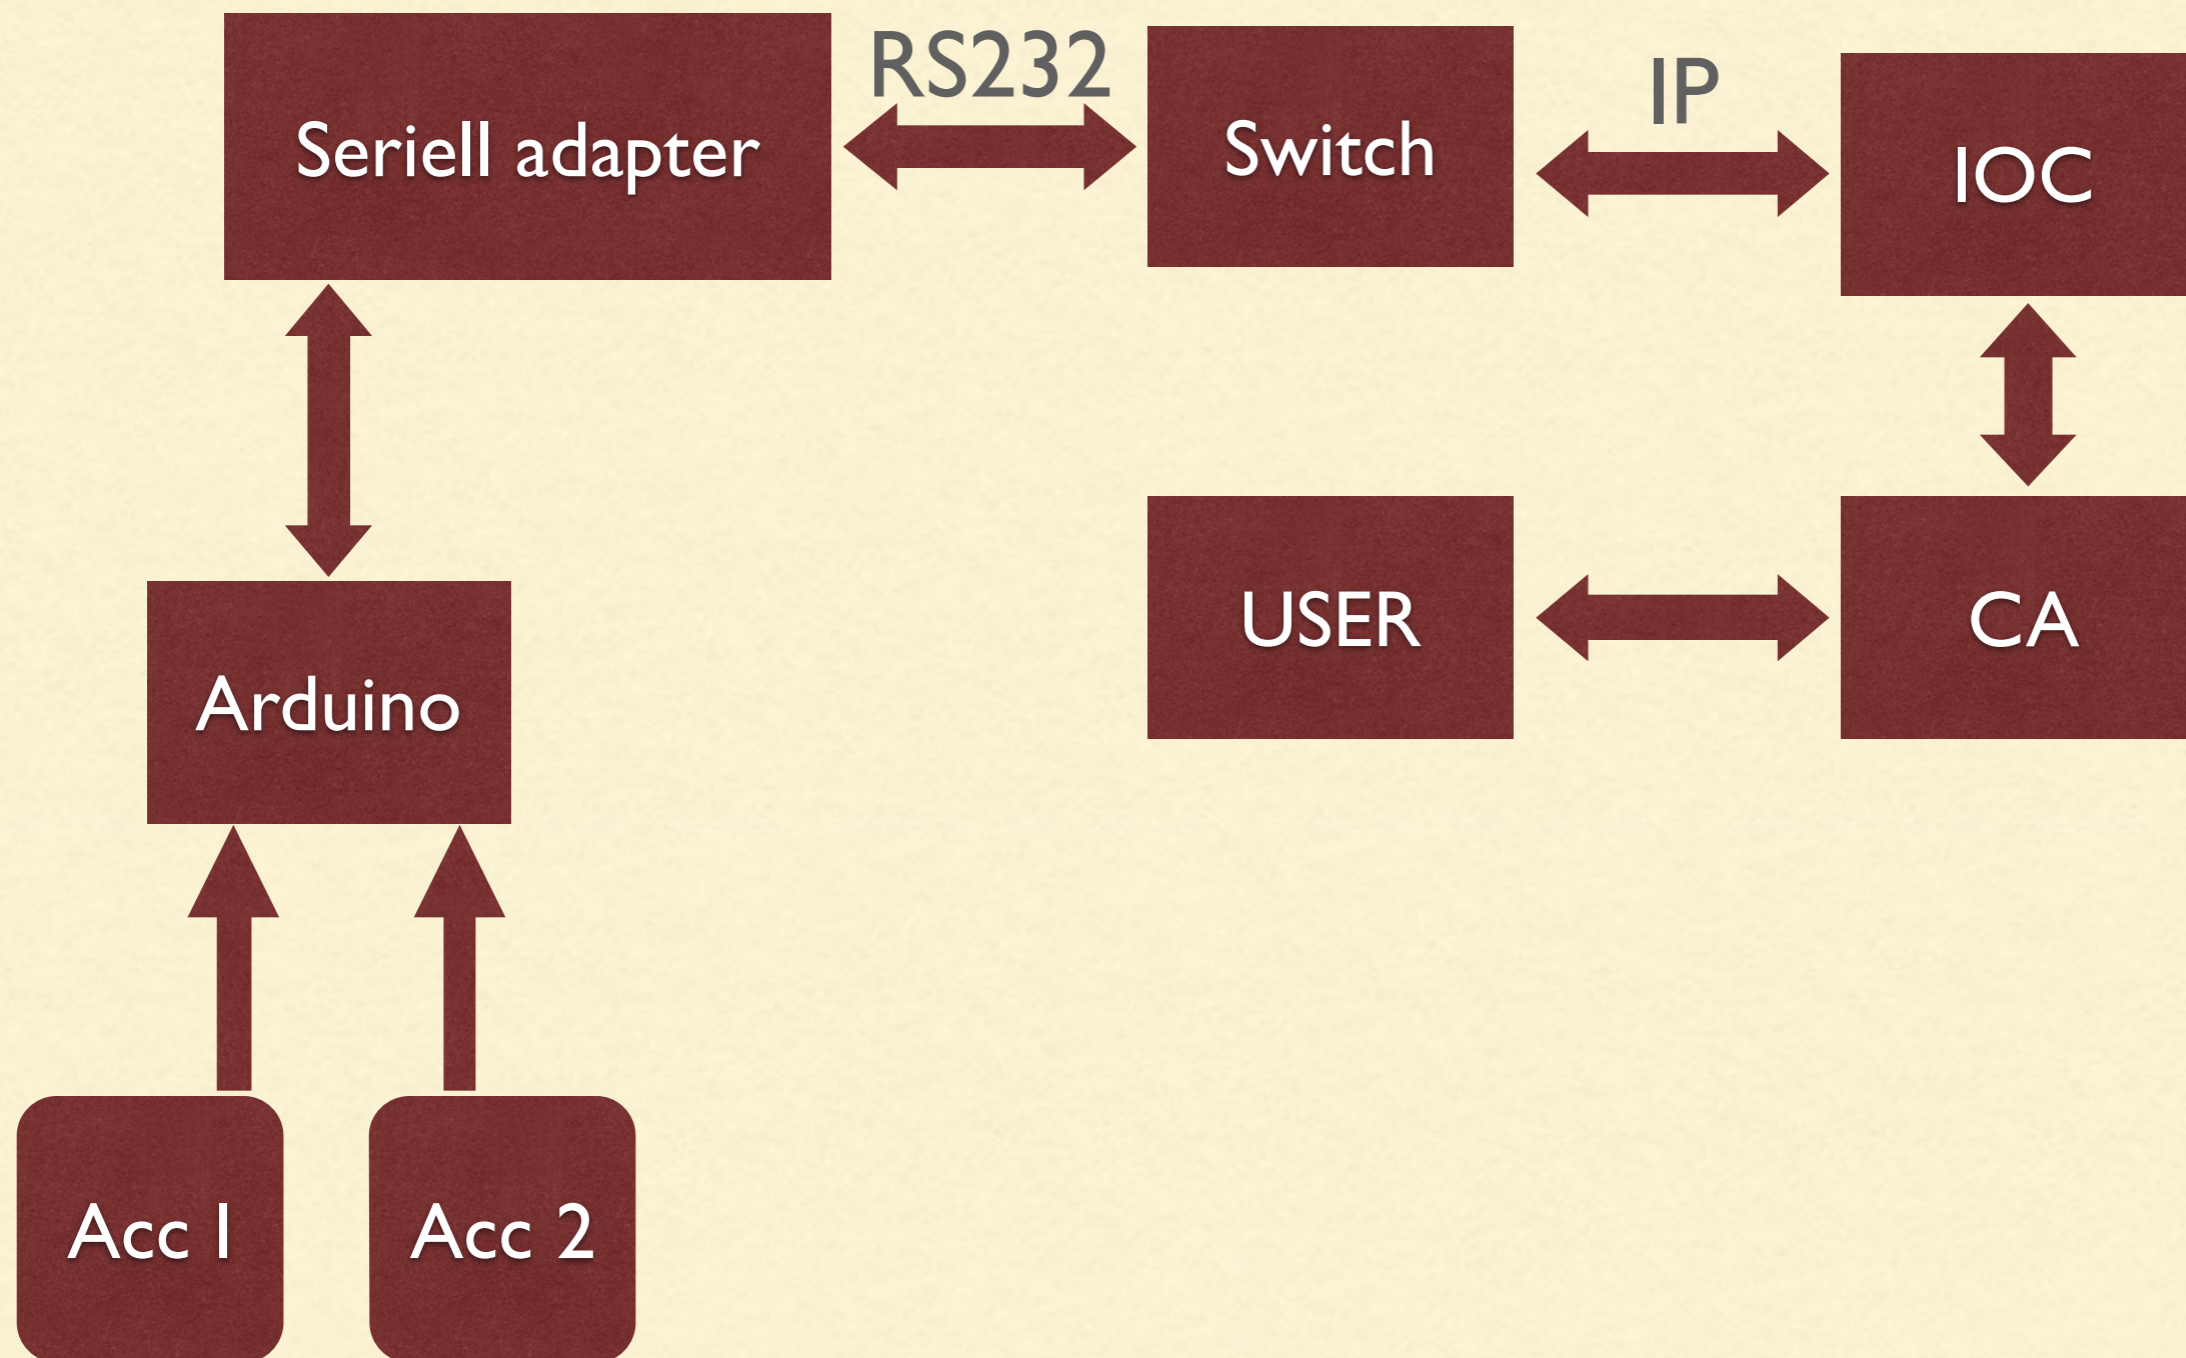 Seriell adapter
RS232
Switch
IP
IOC
USER
CA
Arduino
Acc 1
Acc 2